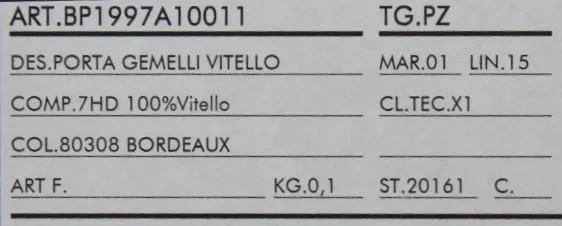 ART.BP1997A10011 TG.PZ
DES.PORTA GEMELLI VITELLO MAR.01 LIN.15
COMP.7HD 100%Vitello CL.TEC.X1
COL.80308 BORDEAUX
ART F. KG.0,1 ST.20161 C.